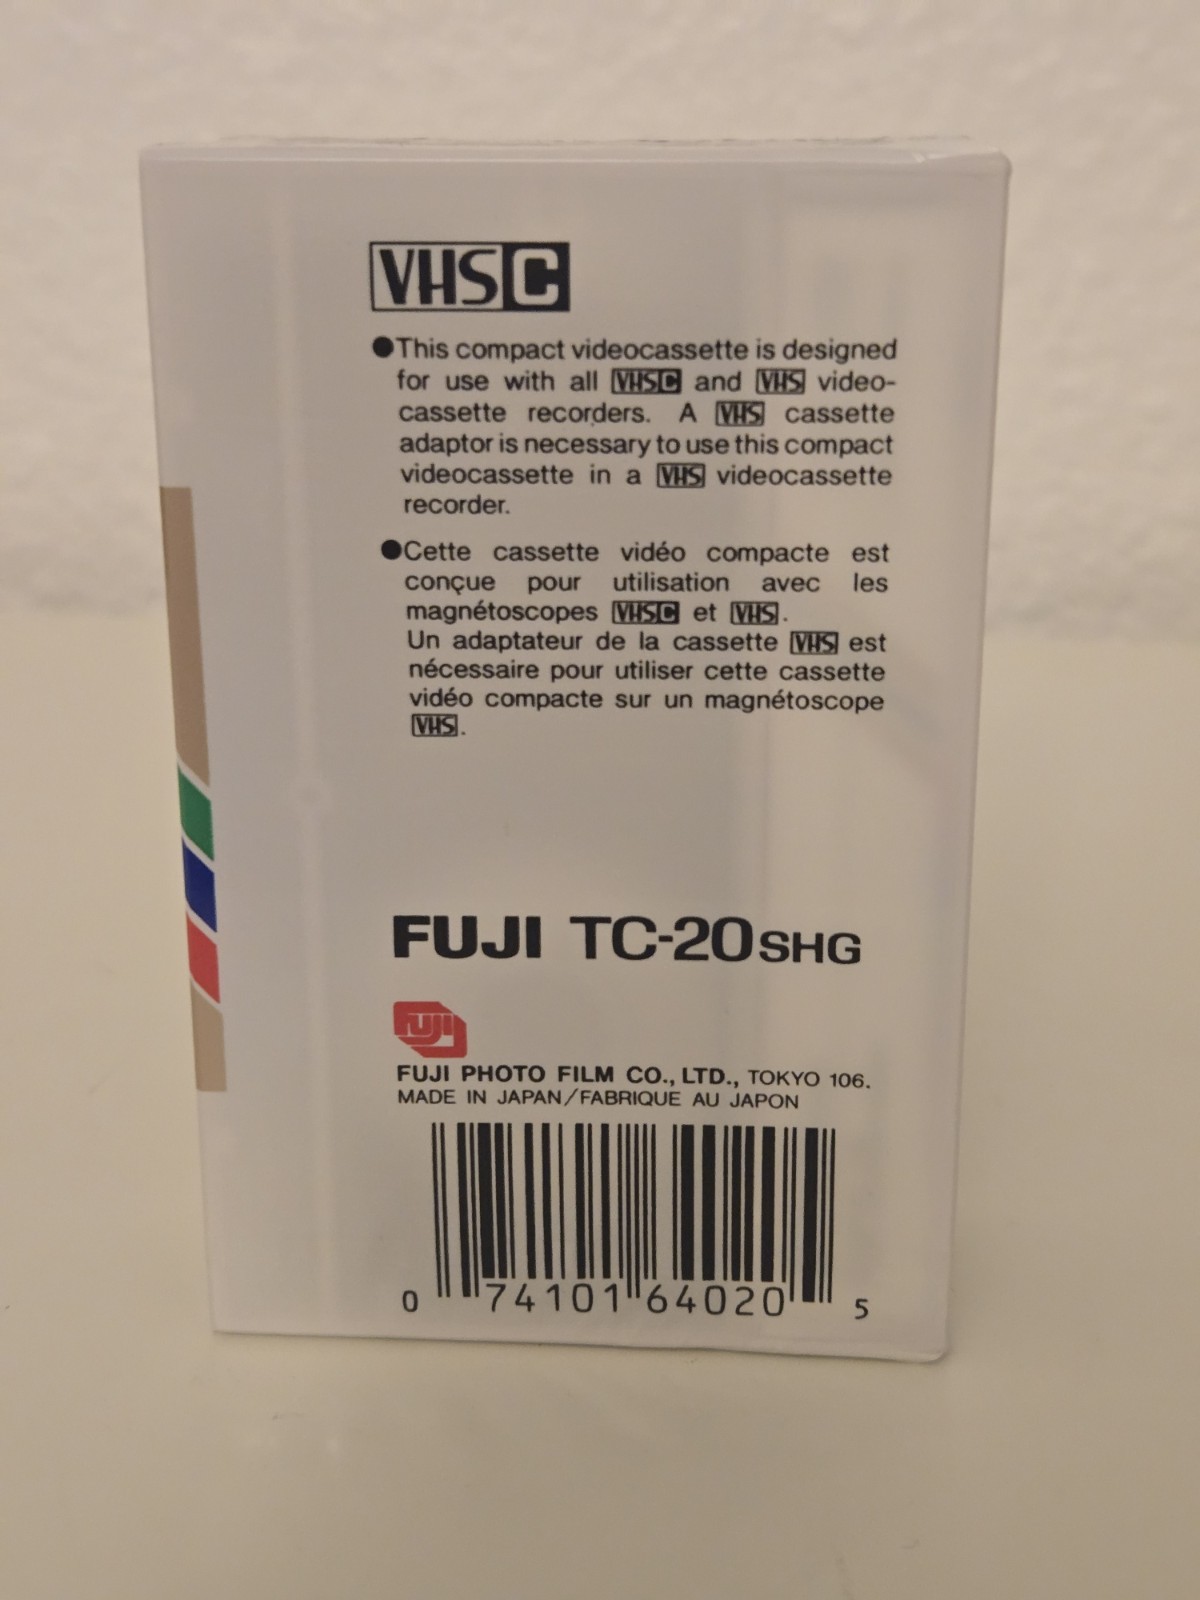 VHSC
●This compact videocassette is designed
for use with all VHSC and VHS video-
cassette recorders. A VHS cassette
adaptor is necessary to use this compact
videocassette in a VHS videocassette
recorder.
●Cette cassette vidéo compacte est
conçue pour utilisation avec les
magnétoscopes VHSC et VHS.
Un adaptateur de la cassette VHS est
nécessaire pour utiliser cette cassette
vidéo compacte sur un magnétoscope
VHS.
FUJI TC-20SHG
FUJI
FUJI PHOTO FILM CO., LTD., TOKYO 106.
MADE IN JAPAN/FABRIQUE AU JAPON
0 74101 64020 5